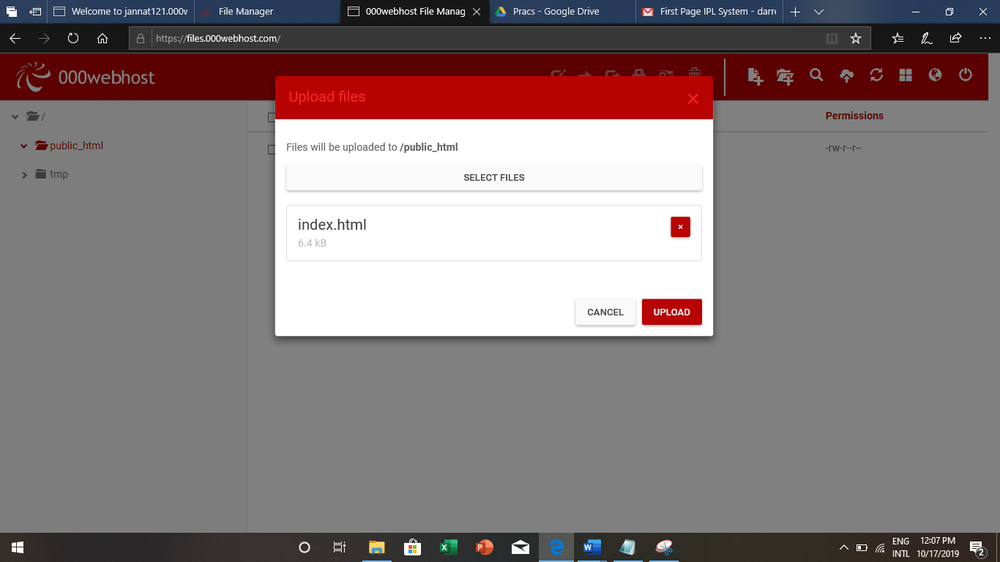 Welcome to jannat121.000w
File Manager
000webhost File Manag
Pracs - Google Drive
First Page IPL System - darre
https://files.000webhost.com/
000webhost
Upload files
/
Permissions
public_html
Files will be uploaded to /public_html
-rw-r--r--
tmp
SELECT FILES
index.html
6.4 kB
CANCEL
UPLOAD
ENG
12:07 PM
INTL
10/17/2019
2